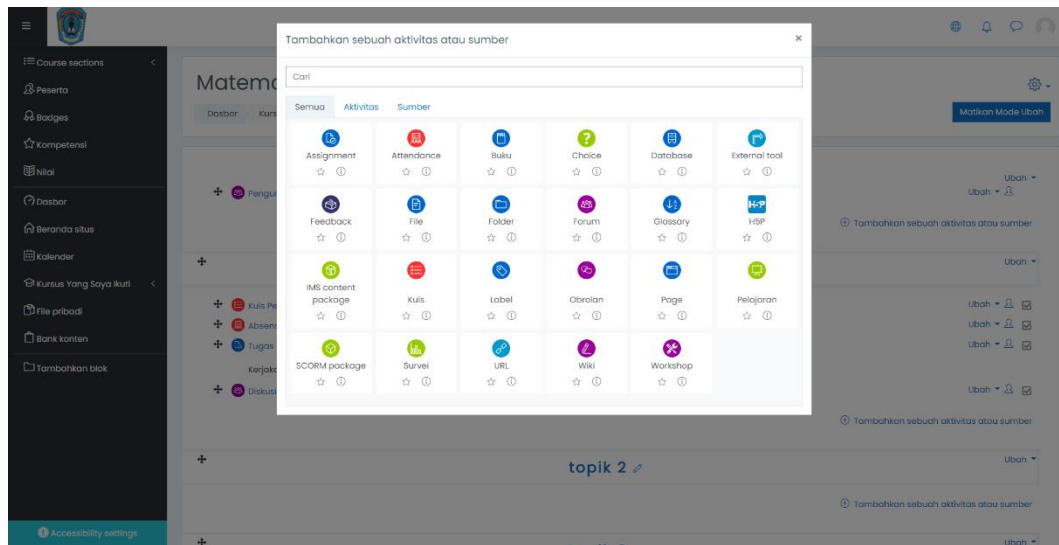 Tambahkan sebuah aktivitas atau sumber
Cari
Semua Aktivitas Sumber
Assignment Attendance Buku Choice Database External tool
Feedback File Folder Forum Glossary H5P
H-P
IMS content package Kuis Label Obrolan Page Pelajaran
SCORM package Survei URL Wiki Workshop
Course sections
Peserta
Badges
Kompetensi
Nilai
Dasbor
Beranda situs
Kalender
Kursus Yang Saya Ikuti
File pribadi
Bank konten
Tambahkan blok
Accessibility settings
Dasbor
Matikan Mode Ubah
Ubah
Ubah
Tambahkan sebuah aktivitas atau sumber
Ubah
Kuis
Ubah
Ubah
Tugas
Ubah
Ubah
Tambahkan sebuah aktivitas atau sumber
topik 2
Ubah
Tambahkan sebuah aktivitas atau sumber
Ubah